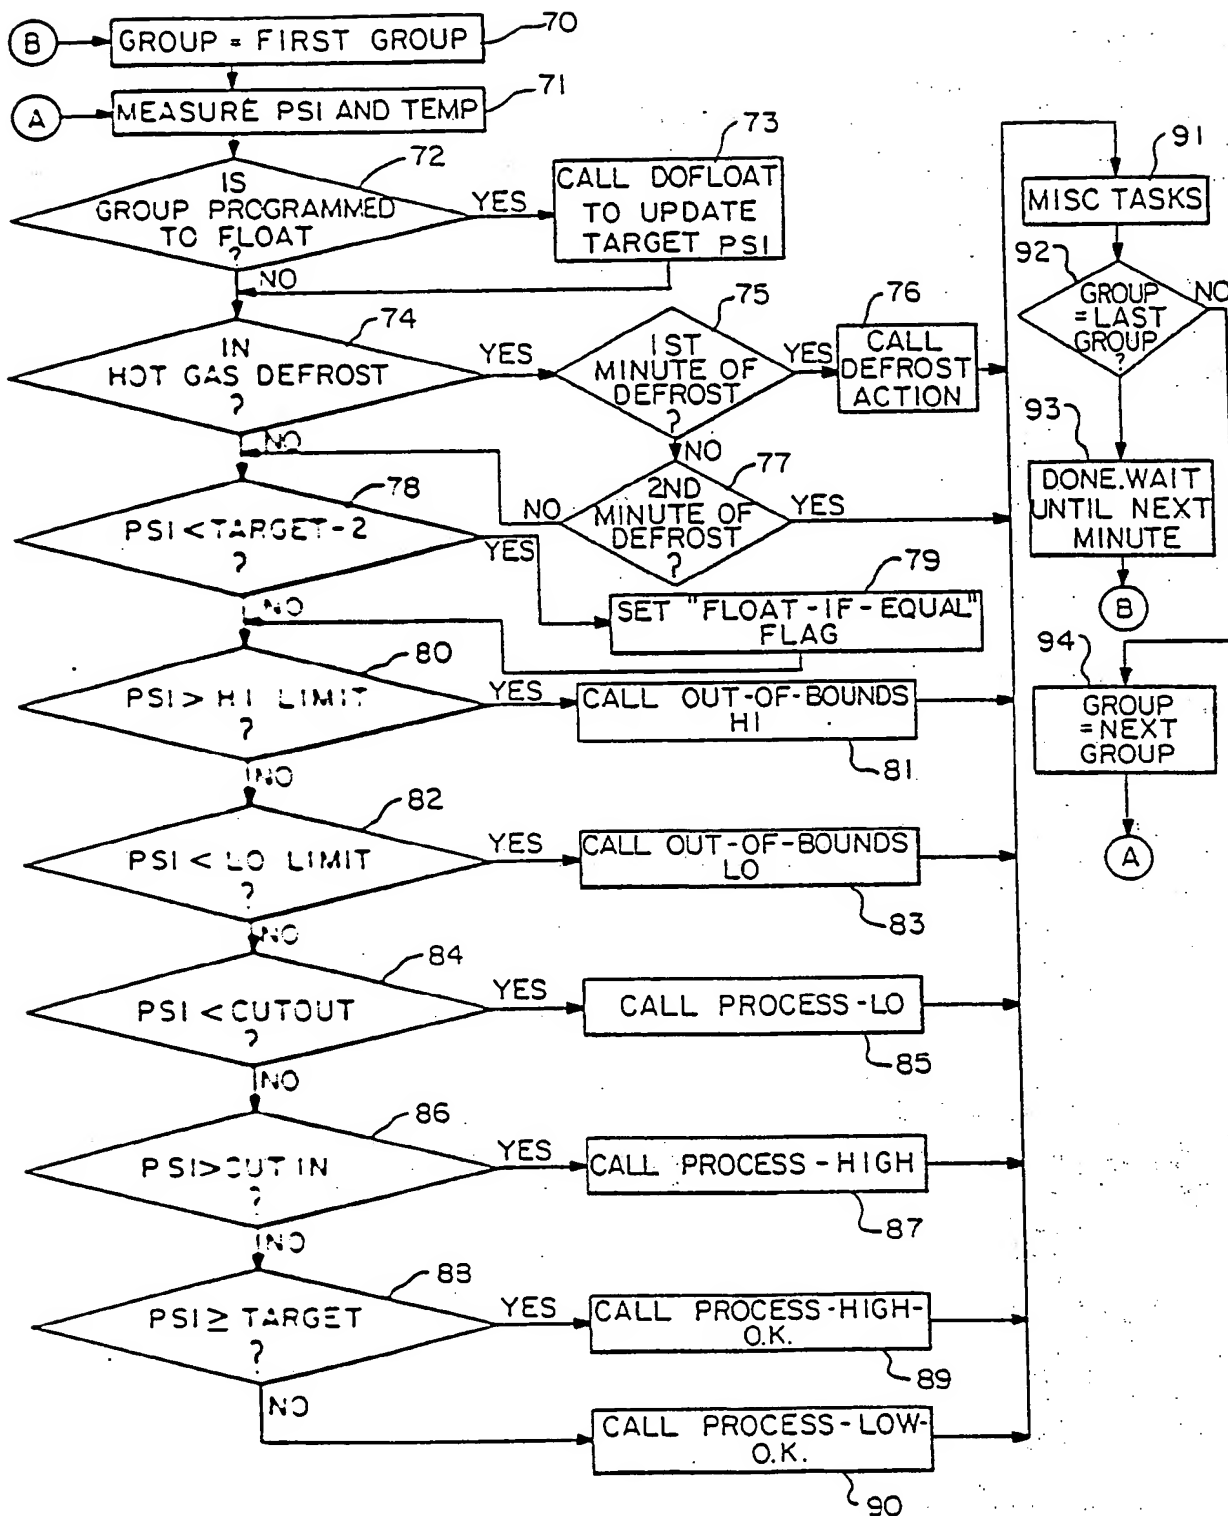 B
GROUP = FIRST GROUP
70
A
MEASURE PSI AND TEMP
71
IS
GROUP PROGRAMMED
TO FLOAT
?
72
YES
NO
CALL DOFLOAT
TO UPDATE
TARGET PSI
73
IN
HOT GAS DEFROST
?
74
YES
NO
1ST
MINUTE OF
DEFROST
?
75
YES
NO
CALL
DEFROST
ACTION
76
2ND
MINUTE OF
DEFROST
?
77
NO
YES
PSI < TARGET-2
?
78
YES
NO
SET "FLOAT-IF-EQUAL"
FLAG
79
PSI > HI LIMIT
?
80
YES
NO
CALL OUT-OF-BOUNDS
HI
81
PSI < LO LIMIT
?
82
YES
NO
CALL OUT-OF-BOUNDS
LO
83
PSI < CUTOUT
?
84
YES
NO
CALL PROCESS-LO
85
PSI > CUT IN
?
86
YES
NO
CALL PROCESS-HIGH
87
PSI ≥ TARGET
?
88
YES
NO
CALL PROCESS-HIGH-
O.K.
89
CALL PROCESS-LOW-
O.K.
90
MISC TASKS
91
GROUP
=LAST
GROUP
?
92
NO
DONE.WAIT
UNTIL NEXT
MINUTE
93
B
GROUP
=NEXT
GROUP
94
A